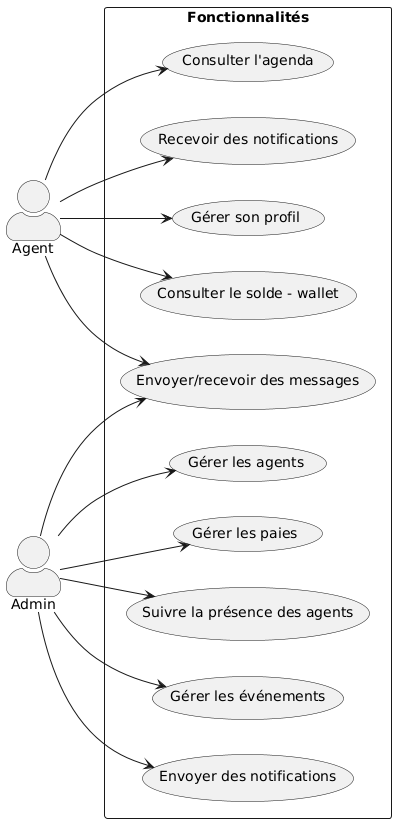 Fonctionnalités
Consulter l'agenda
Recevoir des notifications
Gérer son profil
Agent
Consulter le solde - wallet
Envoyer/recevoir des messages
Gérer les agents
Gérer les paies
Admin
Suivre la présence des agents
Gérer les événements
Envoyer des notifications